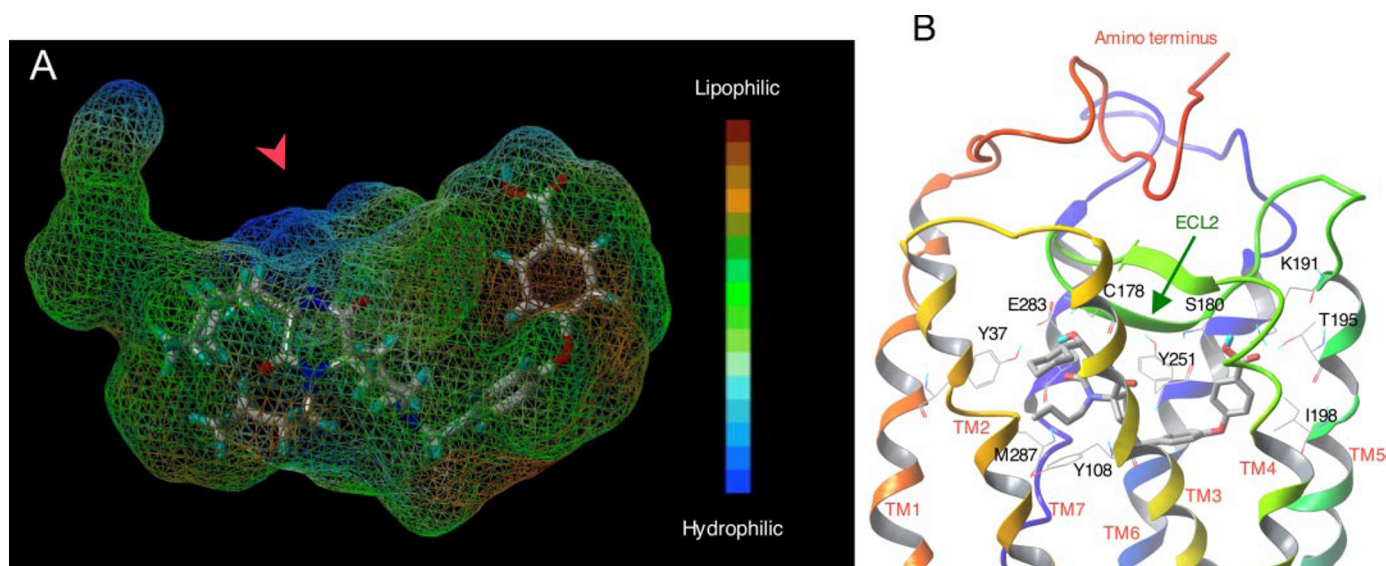 A
Lipophilic
Hydrophilic
B
Amino terminus
ECL2
K191
C178
S180
E283
T195
Y37
Y251
I198
TM2
M287
Y108
TM4
TM5
TM1
TM7
TM3
TM6